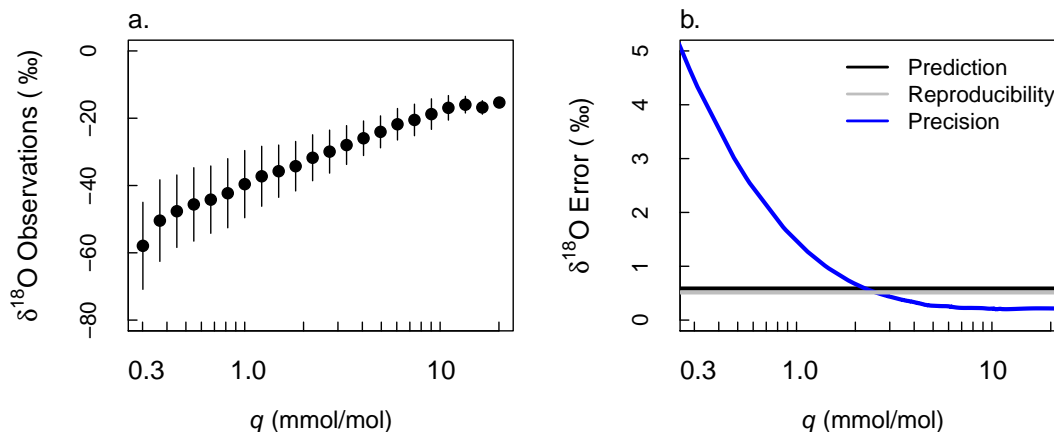 a.
δ18O Observations ( ‰)
0
−20
−40
−60
−80
0.3 1.0 10
q (mmol/mol)
b.
δ18O Error ( ‰)
5
4
3
2
1
0
Prediction
Reproducibility
Precision
0.3 1.0 10
q (mmol/mol)